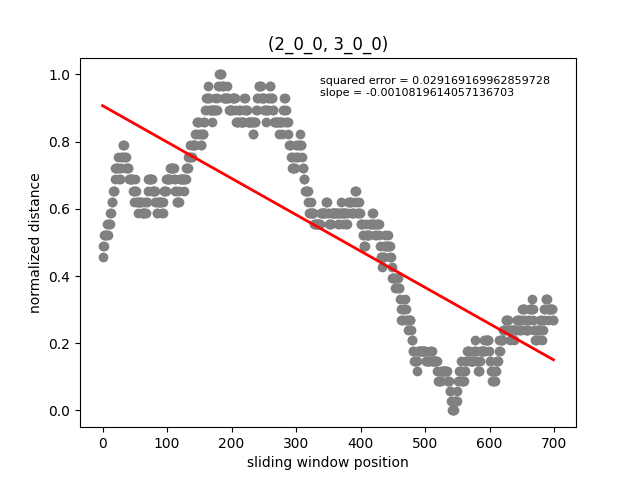 (2_0_0, 3_0_0)
squared error = 0.029169169962859728
slope = -0.0010819614057136703
1.0
0.8
0.6
0.4
0.2
0.0
normalized distance
0 100 200 300 400 500 600 700
sliding window position